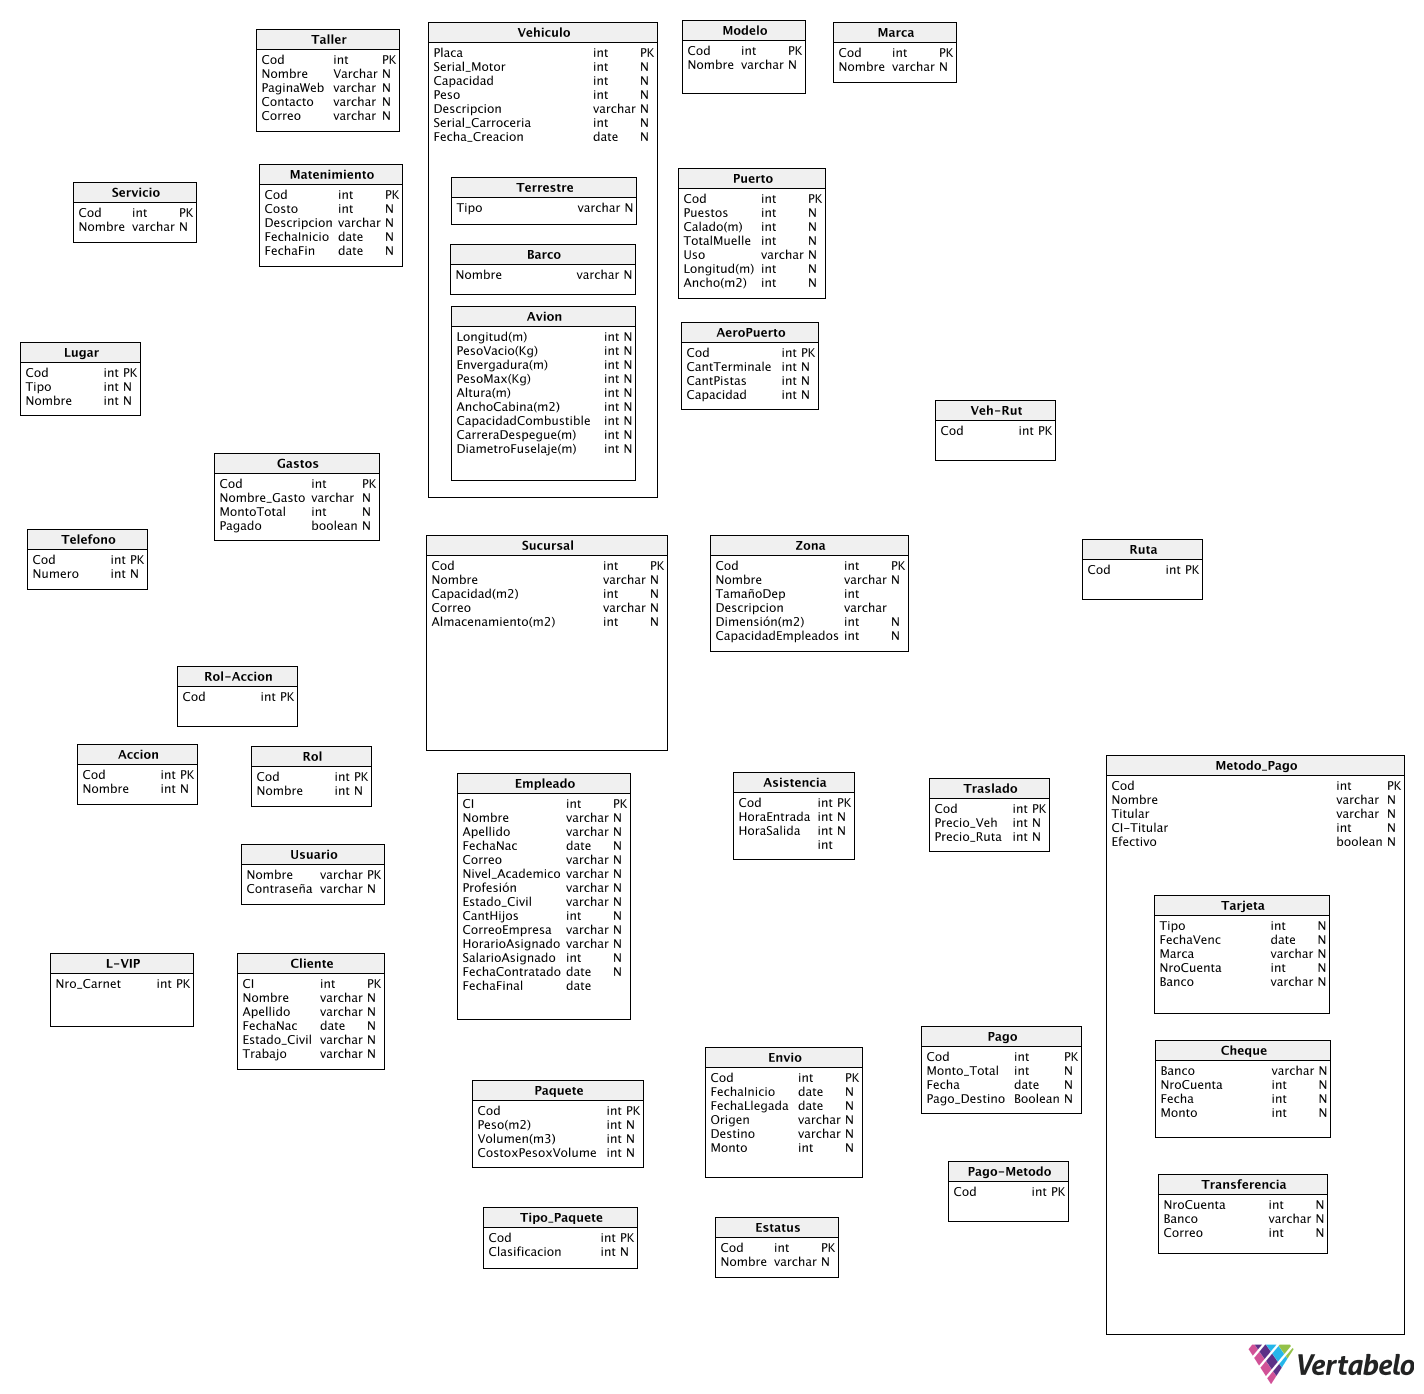 Taller
Cod int PK
Nombre Varchar N
PaginaWeb varchar N
Contacto varchar N
Correo varchar N
Vehiculo
Placa int PK
Serial_Motor int N
Capacidad int N
Peso int N
Descripcion varchar N
Serial_Carroceria int N
Fecha_Creacion date N
Terrestre
Tipo varchar N
Barco
Nombre varchar N
Avion
Longitud(m) int N
PesoVacio(Kg) int N
Envergadura(m) int N
PesoMax(Kg) int N
Altura(m) int N
AnchoCabina(m2) int N
CapacidadCombustible int N
CarreraDespegue(m) int N
DiametroFuselaje(m) int N
Modelo
Cod int PK
Nombre varchar N
Marca
Cod int PK
Nombre varchar N
Servicio
Cod int PK
Nombre varchar N
Matenimiento
Cod int PK
Costo int N
Descripcion varchar N
FechaInicio date N
FechaFin date N
Puerto
Cod int PK
Puestos int N
Calado(m) int N
TotalMuelle int N
Uso varchar N
Longitud(m) int N
Ancho(m2) int N
AeroPuerto
Cod int PK
CantTerminale int N
CantPistas int N
Capacidad int N
Lugar
Cod int PK
Tipo int N
Nombre int N
Veh-Rut
Cod int PK
Gastos
Cod int PK
Nombre_Gasto varchar N
MontoTotal int N
Pagado boolean N
Telefono
Cod int PK
Numero int N
Sucursal
Cod int PK
Nombre varchar N
Capacidad(m2) int N
Correo varchar N
Almacenamiento(m2) int N
Zona
Cod int PK
Nombre varchar N
TamañoDep int
Descripcion varchar
Dimensión(m2) int N
CapacidadEmpleados int N
Ruta
Cod int PK
Rol-Accion
Cod int PK
Accion
Cod int PK
Nombre int N
Rol
Cod int PK
Nombre int N
Empleado
CI int PK
Nombre varchar N
Apellido varchar N
FechaNac date N
Correo varchar N
Nivel_Academico varchar N
Profesión varchar N
Estado_Civil varchar N
CantHijos int N
CorreoEmpresa varchar N
HorarioAsignado varchar N
SalarioAsignado int N
FechaContratado date N
FechaFinal date
Asistencia
Cod int PK
HoraEntrada int N
HoraSalida int N
int
Traslado
Cod int PK
Precio_Veh int N
Precio_Ruta int N
Metodo_Pago
Cod int PK
Nombre varchar N
Titular varchar N
CI-Titular int N
Efectivo boolean N
Tarjeta
Tipo int N
FechaVenc date N
Marca varchar N
NroCuenta int N
Banco varchar N
Cheque
Banco varchar N
NroCuenta int N
Fecha int N
Monto int N
Transferencia
NroCuenta int N
Banco varchar N
Correo int N
Usuario
Nombre varchar PK
Contraseña varchar N
L-VIP
Nro_Carnet int PK
Cliente
CI int PK
Nombre varchar N
Apellido varchar N
FechaNac date N
Estado_Civil varchar N
Trabajo varchar N
Paquete
Cod int PK
Peso(m2) int N
Volumen(m3) int N
CostoxPesoxVolume int N
Envio
Cod int PK
FechaInicio date N
FechaLlegada date N
Origen varchar N
Destino varchar N
Monto int N
Pago
Cod int PK
Monto_Total int N
Fecha date N
Pago_Destino Boolean N
Pago-Metodo
Cod int PK
Tipo_Paquete
Cod int PK
Clasificacion int N
Estatus
Cod int PK
Nombre varchar N
Vertabelo